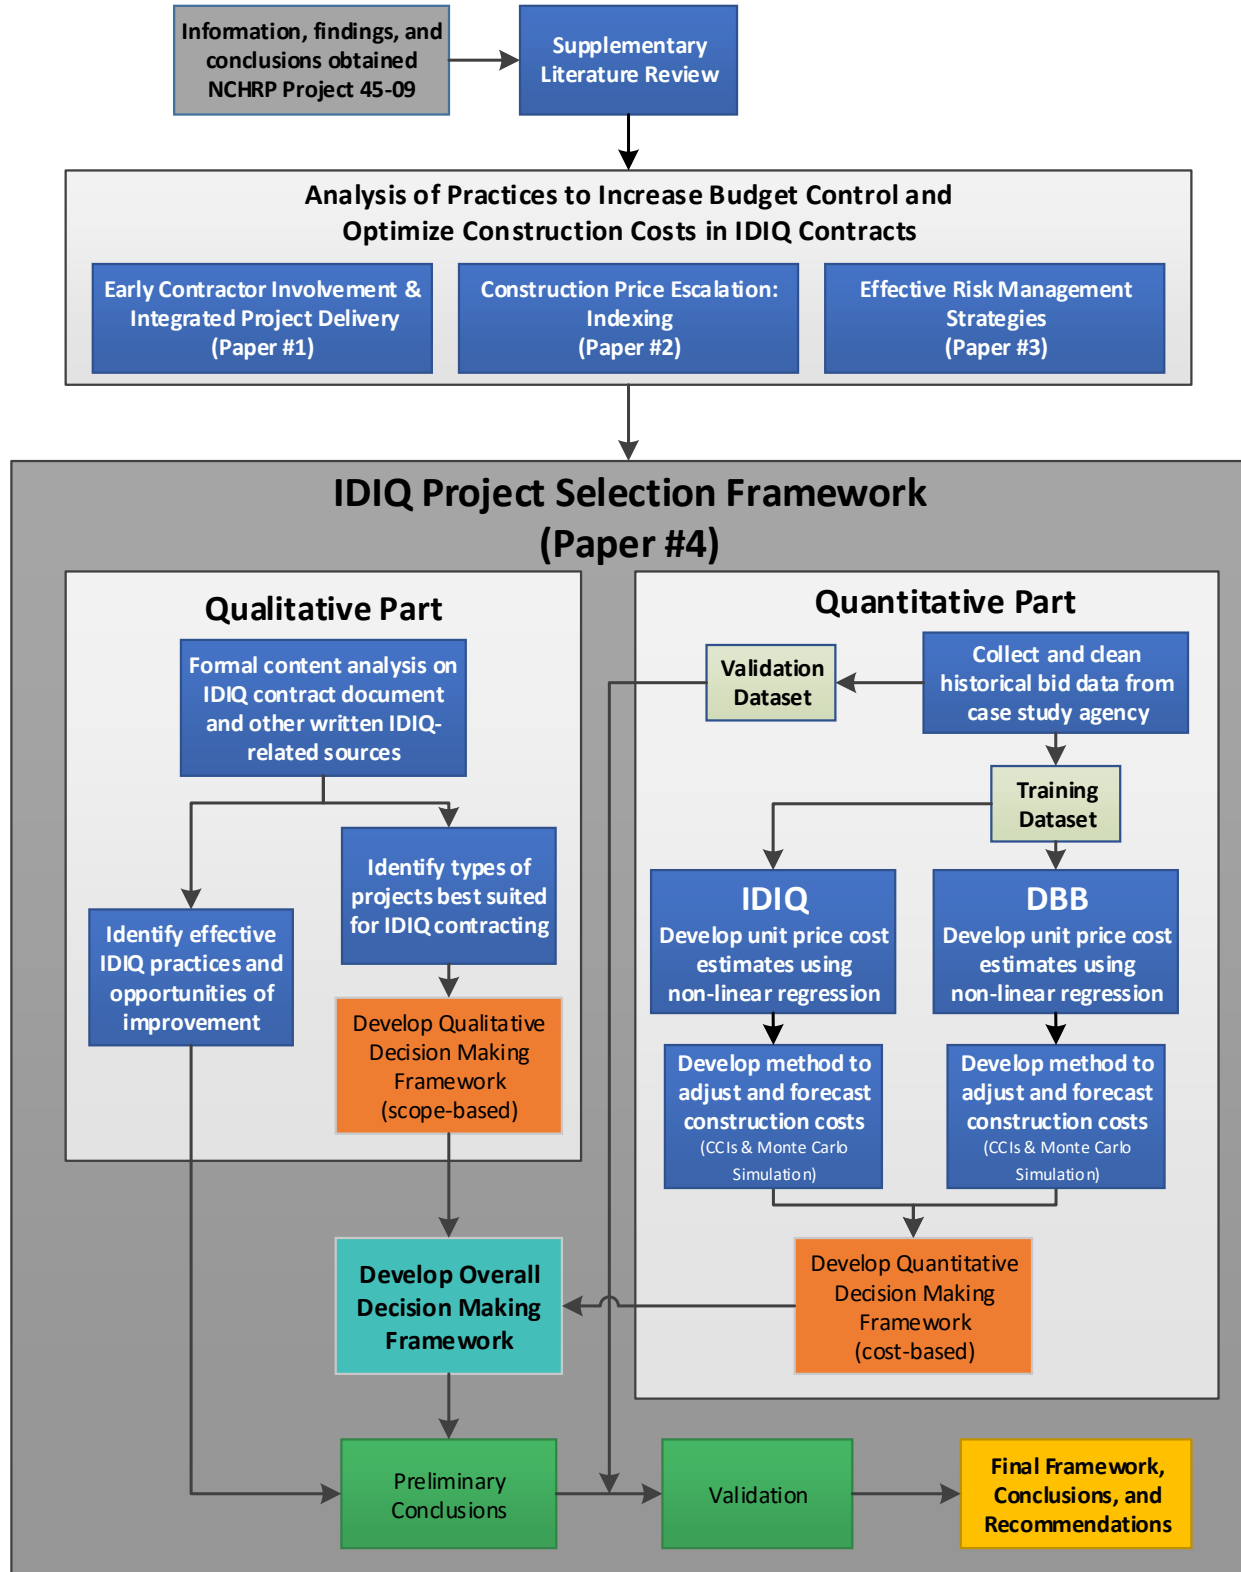 Information, findings, and
conclusions obtained
NCHRP Project 45-09
Supplementary
Literature Review
Analysis of Practices to Increase Budget Control and
Optimize Construction Costs in IDIQ Contracts
Early Contractor Involvement &
Integrated Project Delivery
(Paper #1)
Construction Price Escalation:
Indexing
(Paper #2)
Effective Risk Management
Strategies
(Paper #3)
IDIQ Project Selection Framework
(Paper #4)
Qualitative Part
Formal content analysis on
IDIQ contract document
and other written IDIQ-
related sources
Identify types of
projects best suited
for IDIQ contracting
Identify effective
IDIQ practices and
opportunities of
improvement
Develop Qualitative
Decision Making
Framework
(scope-based)
Quantitative Part
Validation
Dataset
Collect and clean
historical bid data from
case study agency
Training
Dataset
IDIQ
Develop unit price cost
estimates using
non-linear regression
DBB
Develop unit price cost
estimates using
non-linear regression
Develop method to
adjust and forecast
construction costs
(CCIs & Monte Carlo
Simulation)
Develop method to
adjust and forecast
construction costs
(CCIs & Monte Carlo
Simulation)
Develop Overall
Decision Making
Framework
Develop Quantitative
Decision Making
Framework
(cost-based)
Preliminary
Conclusions
Validation
Final Framework,
Conclusions, and
Recommendations